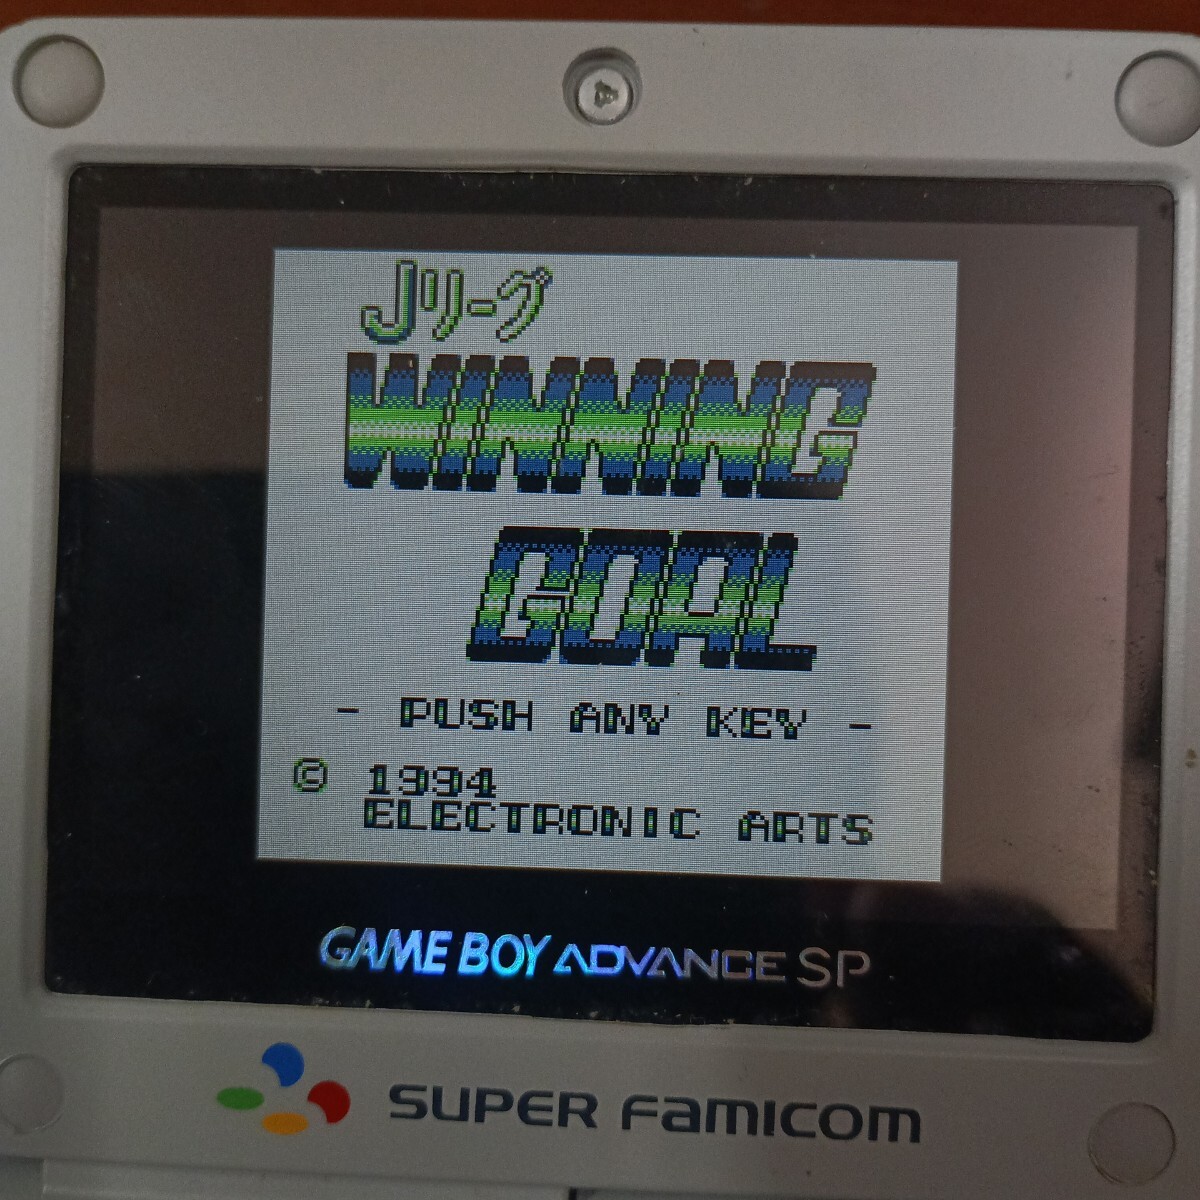 Jリーグ
WINNING
GOAL
- PUSH ANY KEY -
© 1994
ELECTRONIC ARTS
GAME BOY ADVANCE SP
SUPER FAMICOM